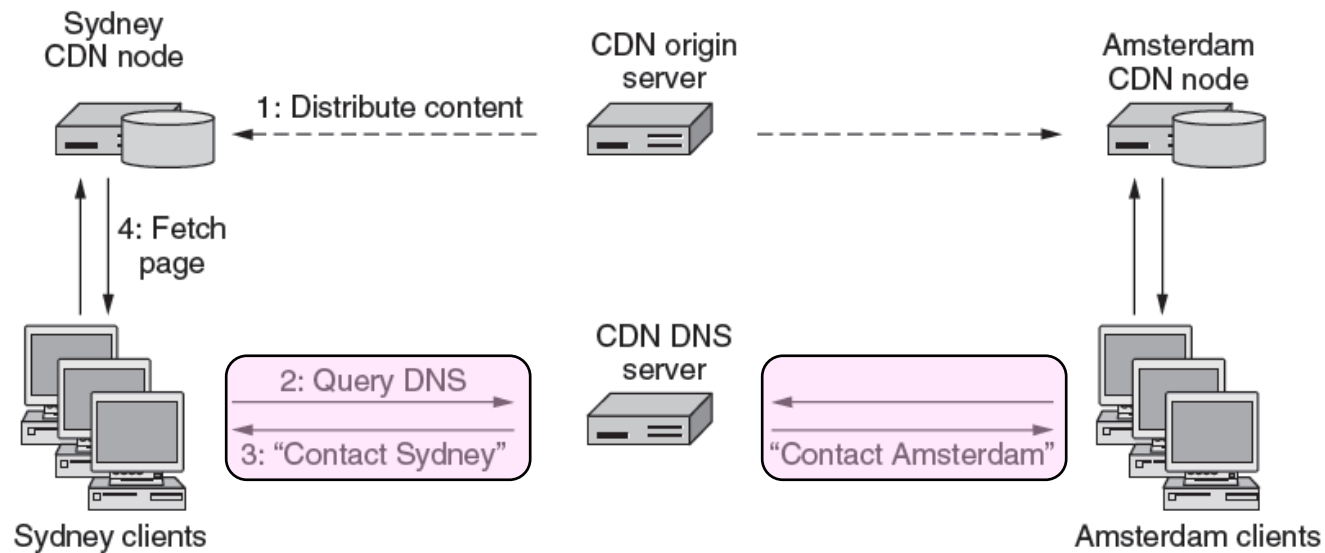 Sydney
CDN node
CDN origin
server
Amsterdam
CDN node
1: Distribute content
4: Fetch
page
CDN DNS
server
2: Query DNS
3: “Contact Sydney”
“Contact Amsterdam”
Sydney clients
Amsterdam clients